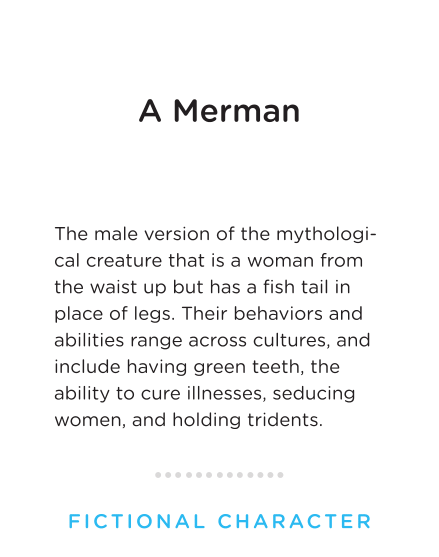 A Merman
The male version of the mythologi-
cal creature that is a woman from
the waist up but has a fish tail in
place of legs. Their behaviors and
abilities range across cultures, and
include having green teeth, the
ability to cure illnesses, seducing
women, and holding tridents.
FICTIONAL CHARACTER